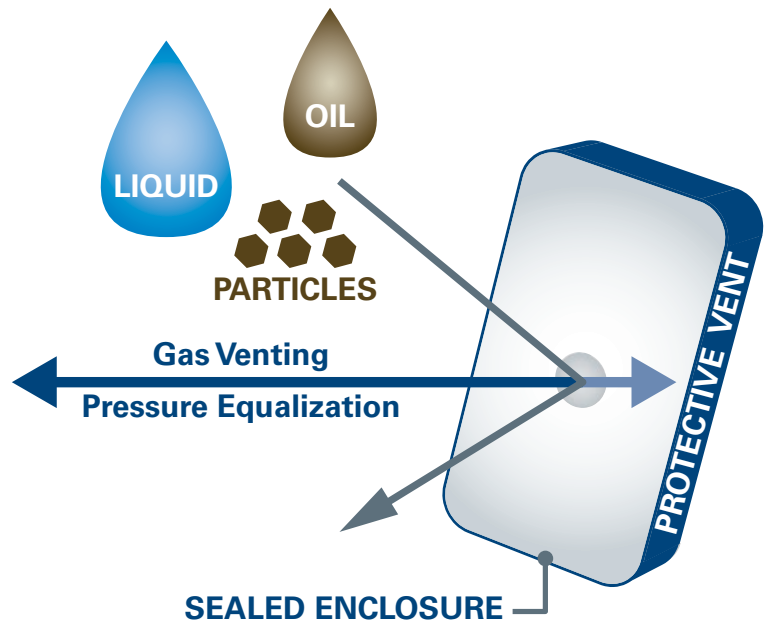 OIL
LIQUID
PARTICLES
Gas Venting
Pressure Equalization
PROTECTIVE VENT
SEALED ENCLOSURE